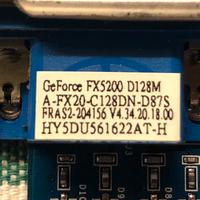 GeForce FX5200 D128M
A-FX20-C128DN-D87S
FRAS2-204156 V4.34.20.18.00
HY5DU561622AT-H